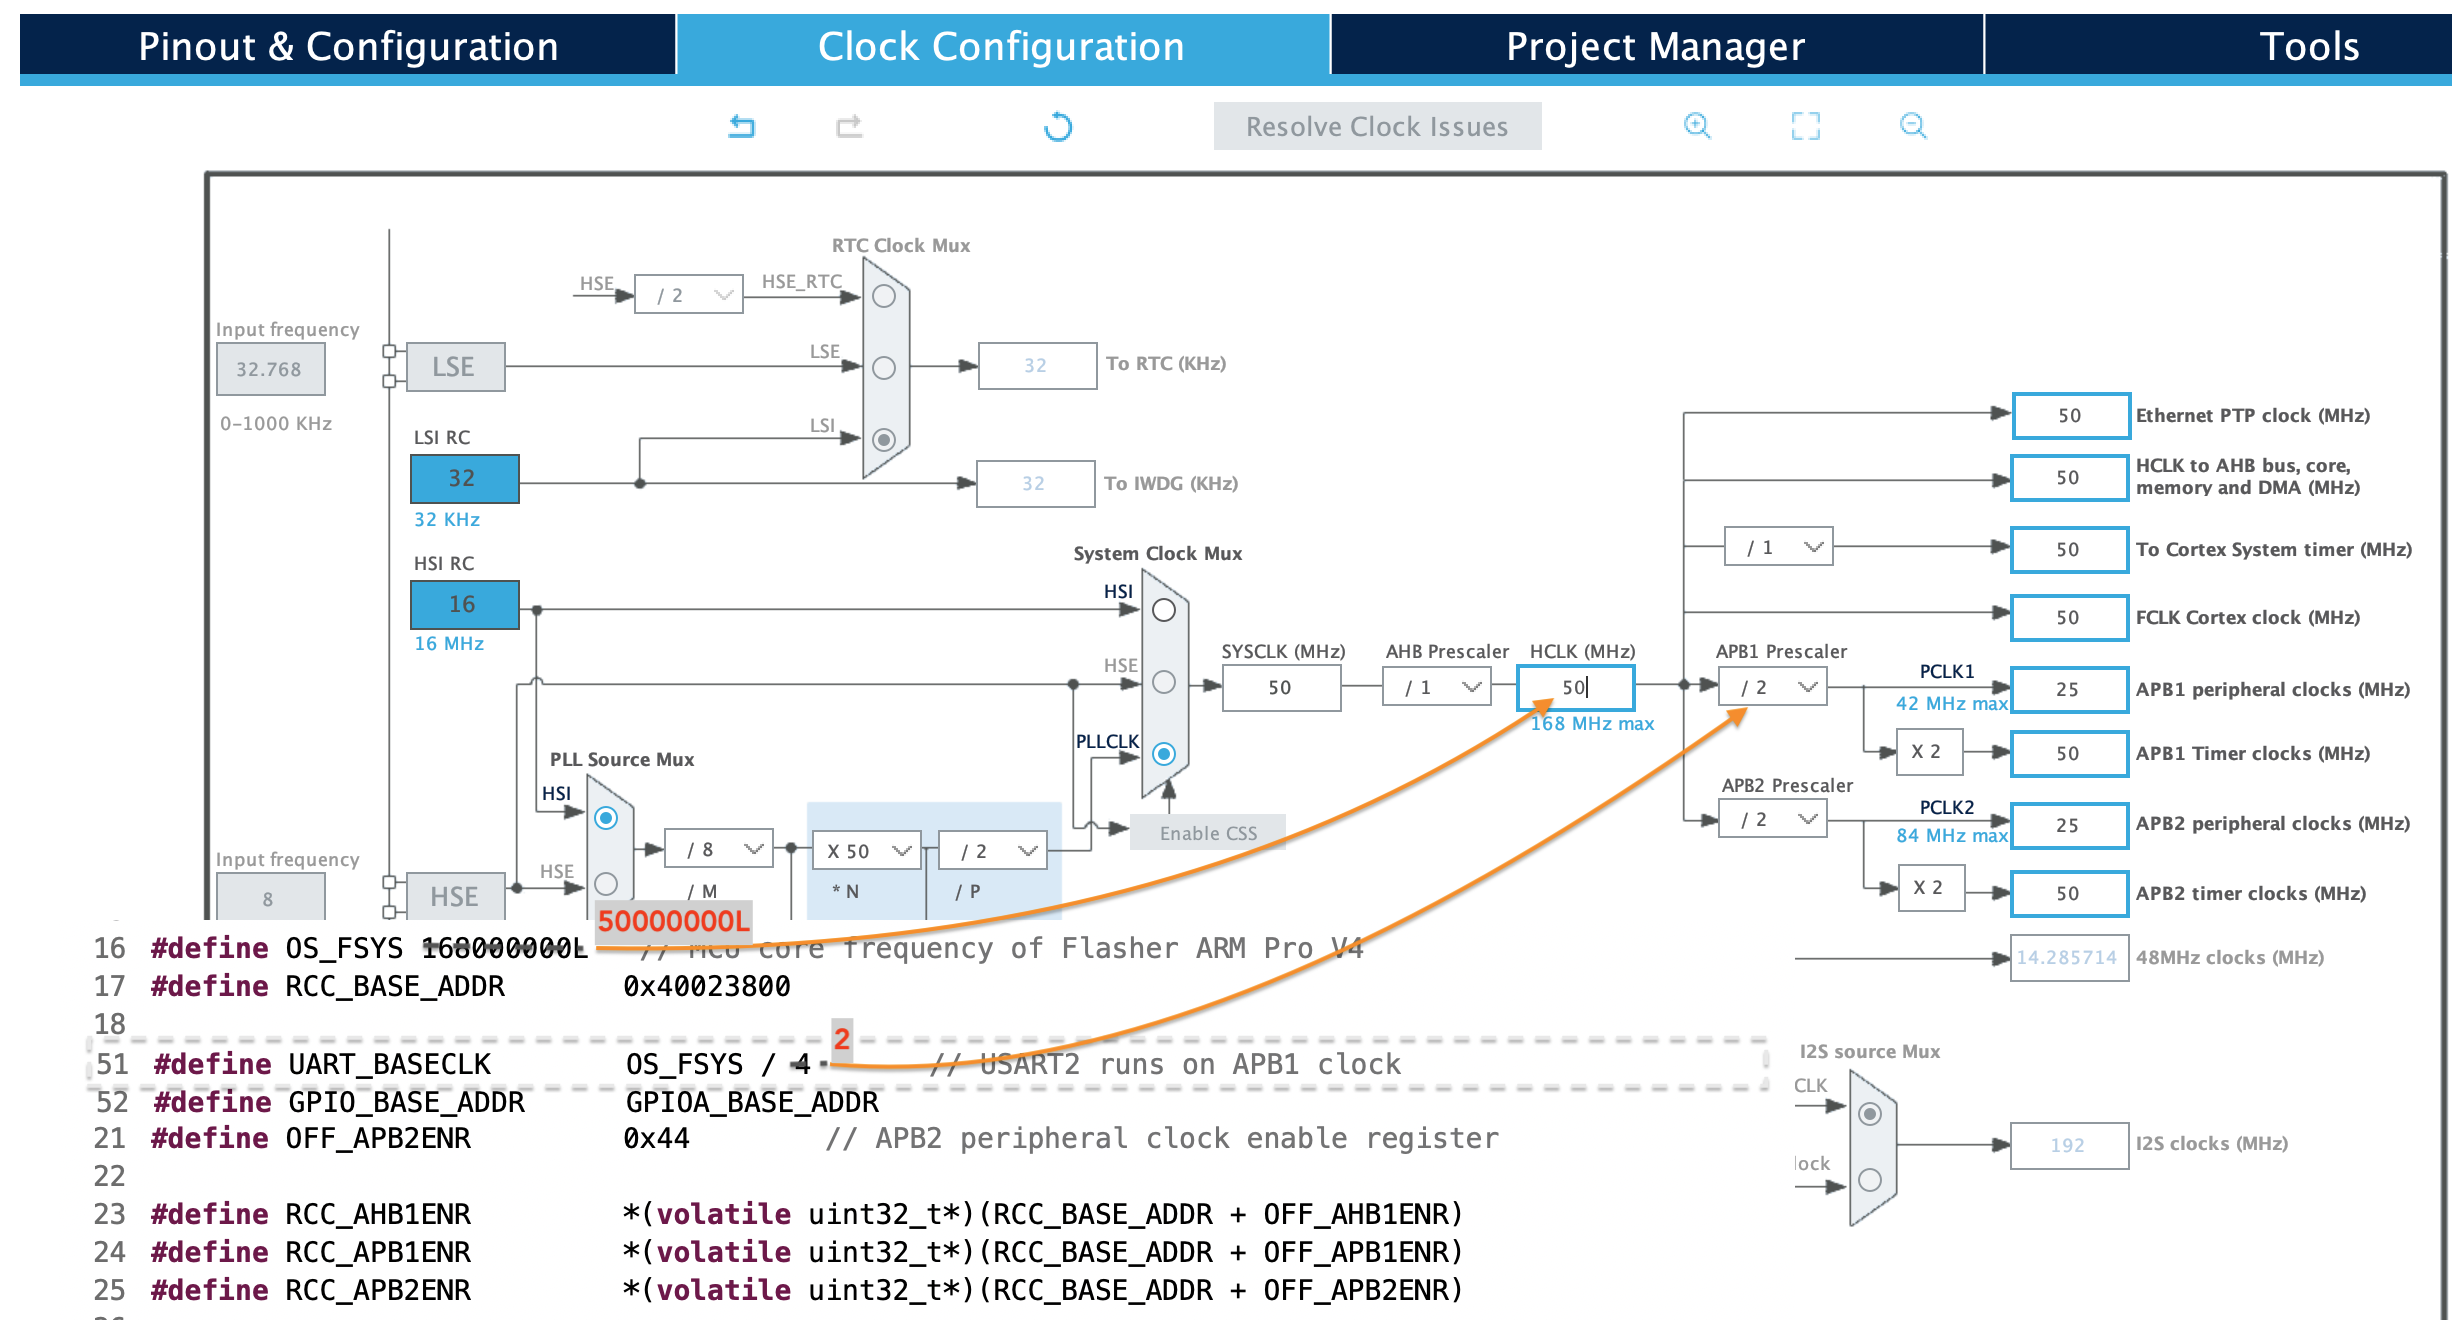 Pinout & Configuration
Clock Configuration
Project Manager
Tools
Resolve Clock Issues
RTC Clock Mux
HSE
/ 2
HSE_RTC
Input frequency
32.768
0-1000 KHz
LSE
LSE
32
To RTC (KHz)
LSI
LSI RC
32
32 KHz
32
To IWDG (KHz)
HSI RC
16
16 MHz
System Clock Mux
HSI
HSE
PLLCLK
SYSCLK (MHz)
50
AHB Prescaler
/ 1
HCLK (MHz)
50
168 MHz max
50
Ethernet PTP clock (MHz)
50
HCLK to AHB bus, core,
memory and DMA (MHz)
/ 1
50
To Cortex System timer (MHz)
50
FCLK Cortex clock (MHz)
APB1 Prescaler
/ 2
PCLK1
42 MHz max
25
APB1 peripheral clocks (MHz)
X 2
50
APB1 Timer clocks (MHz)
APB2 Prescaler
/ 2
PCLK2
84 MHz max
25
APB2 peripheral clocks (MHz)
X 2
50
APB2 timer clocks (MHz)
14.285714
48MHz clocks (MHz)
PLL Source Mux
HSI
HSE
/ 8
/ M
X 50
* N
/ 2
/ P
Enable CSS
Input frequency
8
HSE
50000000L
16 #define OS_FSYS 168000000L // MCU core frequency of Flasher ARM Pro V4
17 #define RCC_BASE_ADDR 0x40023800
18
2
51 #define UART_BASECLK OS_FSYS / 4 // USART2 runs on APB1 clock
52 #define GPIO_BASE_ADDR GPIOA_BASE_ADDR
21 #define OFF_APB2ENR 0x44 // APB2 peripheral clock enable register
22
23 #define RCC_AHB1ENR *(volatile uint32_t*)(RCC_BASE_ADDR + OFF_AHB1ENR)
24 #define RCC_APB1ENR *(volatile uint32_t*)(RCC_BASE_ADDR + OFF_APB1ENR)
25 #define RCC_APB2ENR *(volatile uint32_t*)(RCC_BASE_ADDR + OFF_APB2ENR)
I2S source Mux
CLK
lock
192
I2S clocks (MHz)